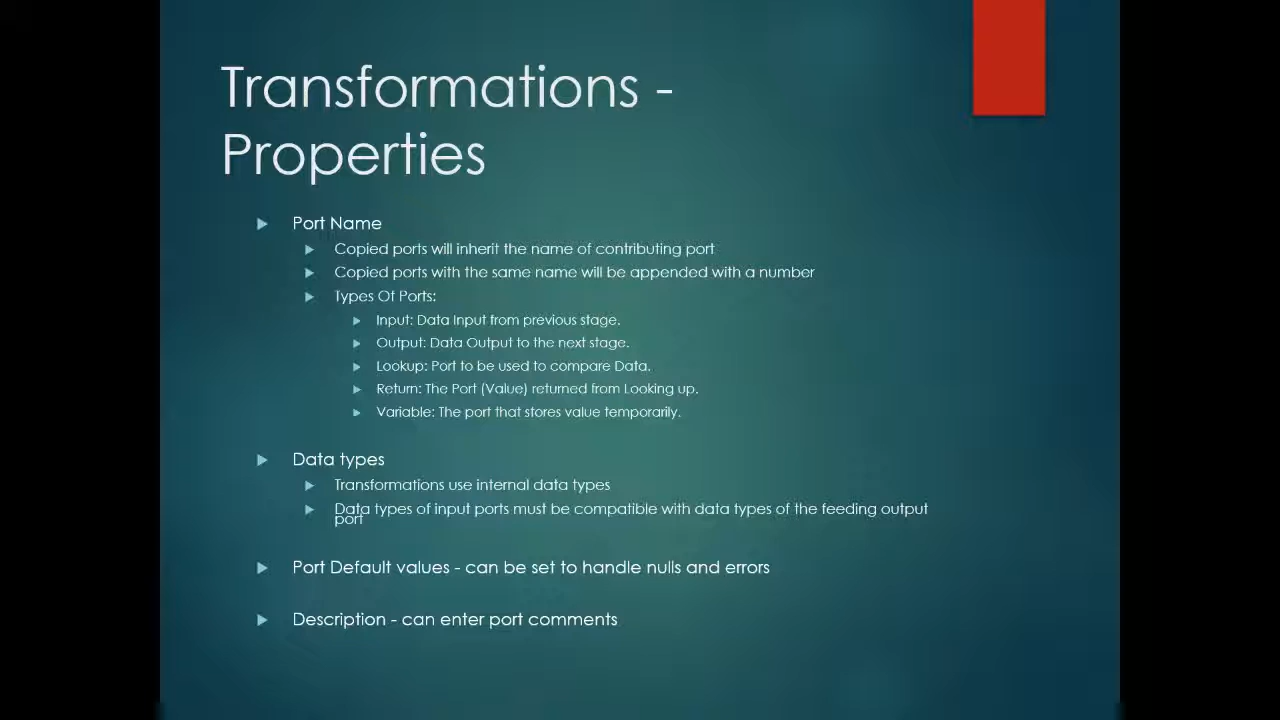 Transformations -
Properties
Port Name
Copied ports will inherit the name of contributing port
Copied ports with the same name will be appended with a number
Types Of Ports:
Input: Data Input from previous stage.
Output: Data Output to the next stage.
Lookup: Port to be used to compare Data.
Return: The Port (Value) returned from Looking up.
Variable: The port that stores value temporarily.
Data types
Transformations use internal data types
Data types of input ports must be compatible with data types of the feeding output
port
Port Default values - can be set to handle nulls and errors
Description - can enter port comments